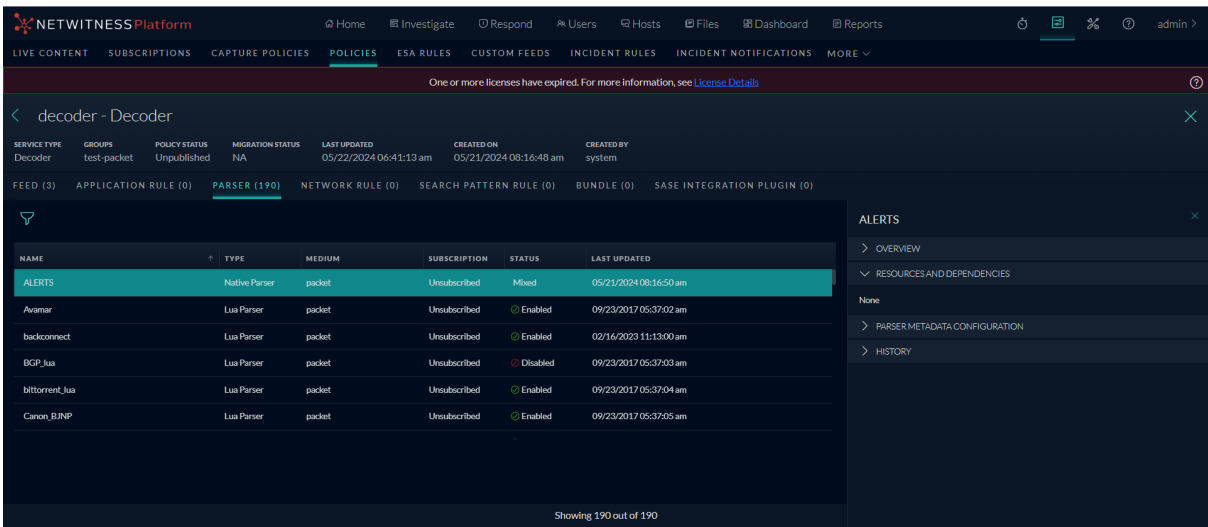 NETWITNESS Platform Home Investigate Respond Users Hosts Files Dashboard Reports admin >
LIVE CONTENT SUBSCRIPTIONS CAPTURE POLICIES POLICIES ESA RULES CUSTOM FEEDS INCIDENT RULES INCIDENT NOTIFICATIONS MORE
One or more licenses have expired. For more information, see License Details
decoder - Decoder
SERVICE TYPE GROUPS POLICY STATUS MIGRATION STATUS LAST UPDATED CREATED ON CREATED BY
Decoder test-packet Unpublished NA 05/22/2024 06:41:13 am 05/21/2024 08:16:48 am system
FEED (3) APPLICATION RULE (0) PARSER (190) NETWORK RULE (0) SEARCH PATTERN RULE (0) BUNDLE (0) SASE INTEGRATION PLUGIN (0)
NAME TYPE MEDIUM SUBSCRIPTION STATUS LAST UPDATED
ALERTS Native Parser packet Unsubscribed Mixed 05/21/2024 08:16:50 am
Avamar Lua Parser packet Unsubscribed Enabled 09/23/2017 05:37:02 am
backconnect Lua Parser packet Unsubscribed Enabled 02/16/2023 11:13:00 am
BGP_lua Lua Parser packet Unsubscribed Disabled 09/23/2017 05:37:03 am
bittorrent_lua Lua Parser packet Unsubscribed Enabled 09/23/2017 05:37:04 am
Canon_BJNP Lua Parser packet Unsubscribed Enabled 09/23/2017 05:37:05 am
Showing 190 out of 190
ALERTS
OVERVIEW
RESOURCES AND DEPENDENCIES
None
PARSER METADATA CONFIGURATION
HISTORY